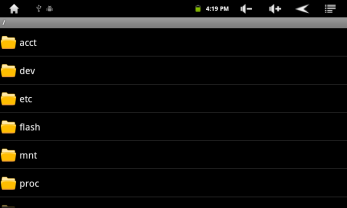 4:19 PM
/
acct
dev
etc
flash
mnt
proc